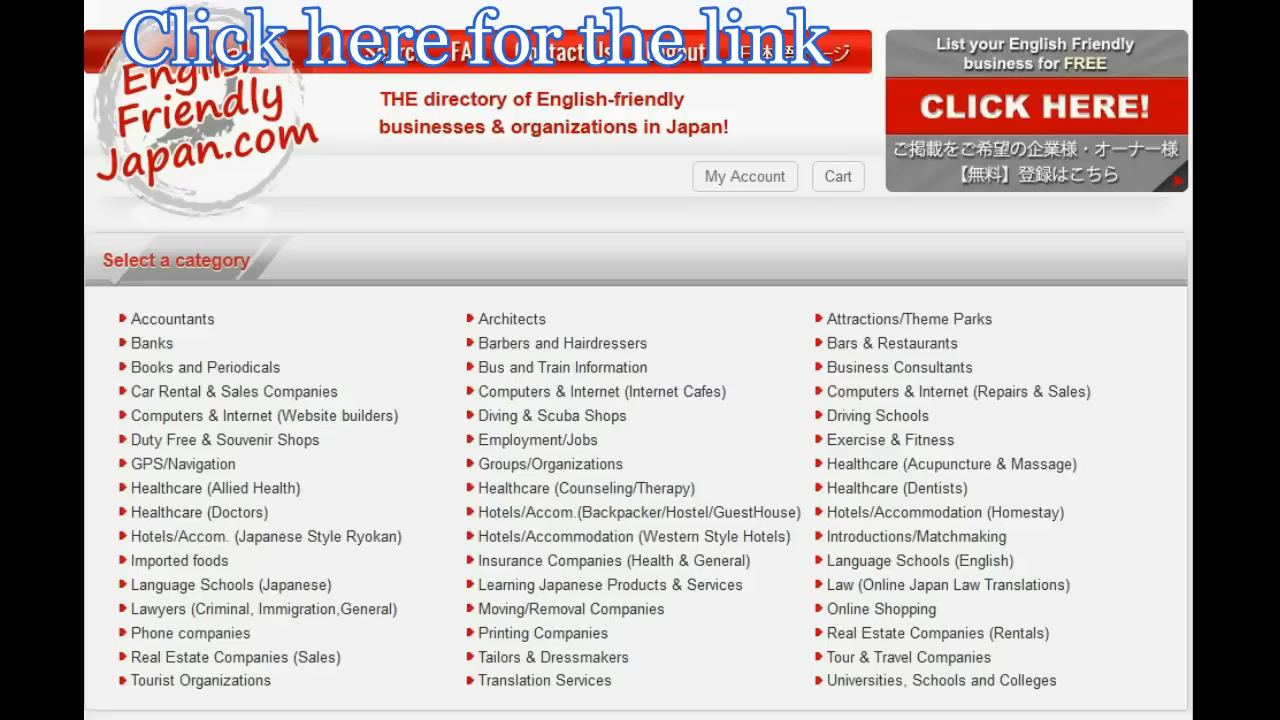 Click here for the link
English
Friendly
Japan.com
THE directory of English-friendly
businesses & organizations in Japan!
My Account
Cart
List your English Friendly
business for FREE
CLICK HERE!
ご掲載をご希望の企業様・オーナー様
【無料】登録はこちら
Select a category
Accountants
Architects
Attractions/Theme Parks
Banks
Barbers and Hairdressers
Bars & Restaurants
Books and Periodicals
Bus and Train Information
Business Consultants
Car Rental & Sales Companies
Computers & Internet (Internet Cafes)
Computers & Internet (Repairs & Sales)
Computers & Internet (Website builders)
Diving & Scuba Shops
Driving Schools
Duty Free & Souvenir Shops
Employment/Jobs
Exercise & Fitness
GPS/Navigation
Groups/Organizations
Healthcare (Acupuncture & Massage)
Healthcare (Allied Health)
Healthcare (Counseling/Therapy)
Healthcare (Dentists)
Healthcare (Doctors)
Hotels/Accom.(Backpacker/Hostel/GuestHouse)
Hotels/Accommodation (Homestay)
Hotels/Accom. (Japanese Style Ryokan)
Hotels/Accommodation (Western Style Hotels)
Introductions/Matchmaking
Imported foods
Insurance Companies (Health & General)
Language Schools (English)
Language Schools (Japanese)
Learning Japanese Products & Services
Law (Online Japan Law Translations)
Lawyers (Criminal, Immigration,General)
Moving/Removal Companies
Online Shopping
Phone companies
Printing Companies
Real Estate Companies (Rentals)
Real Estate Companies (Sales)
Tailors & Dressmakers
Tour & Travel Companies
Tourist Organizations
Translation Services
Universities, Schools and Colleges